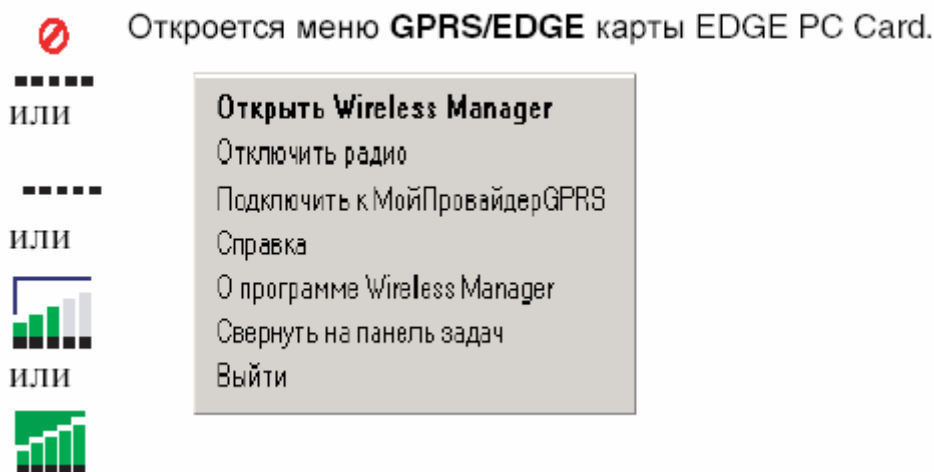 Откроется меню GPRS/EDGE карты EDGE PC Card.
или
или
или
Открыть Wireless Manager
Отключить радио
Подключить к МойПровайдерGPRS
Справка
О программе Wireless Manager
Свернуть на панель задач
Выйти